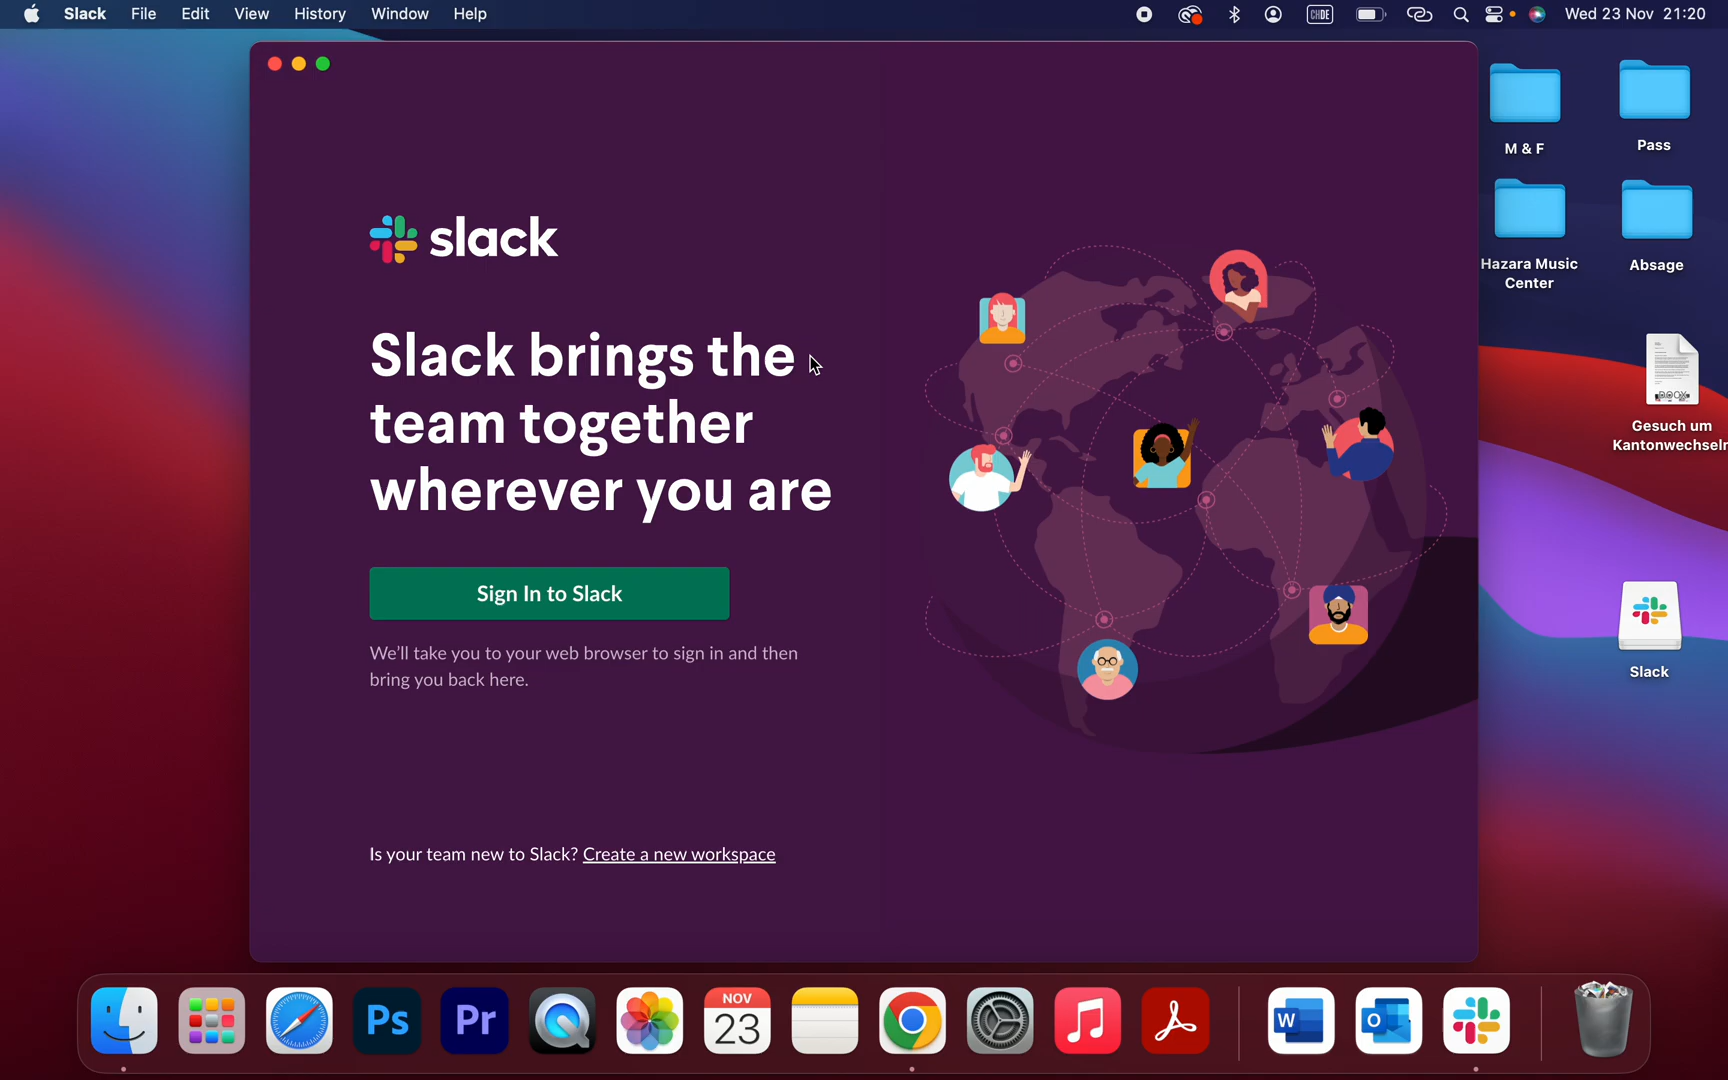 Slack File Edit View History Window Help
CHDE
Wed 23 Nov 21:20
M & F
Pass
Hazara Music
Center
Absage
DOCX
Gesuch um
Kantonwechseln
Slack
slack
Slack brings the
team together
wherever you are
Sign In to Slack
We'll take you to your web browser to sign in and then
bring you back here.
Is your team new to Slack? Create a new workspace
Ps
Pr
NOV
23
W
O